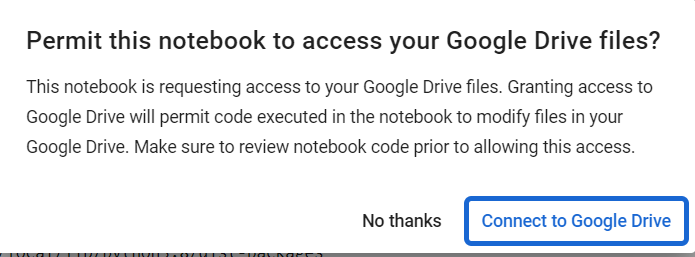 Permit this notebook to access your Google Drive files?
This notebook is requesting access to your Google Drive files. Granting access to
Google Drive will permit code executed in the notebook to modify files in your
Google Drive. Make sure to review notebook code prior to allowing this access.
No thanks
Connect to Google Drive